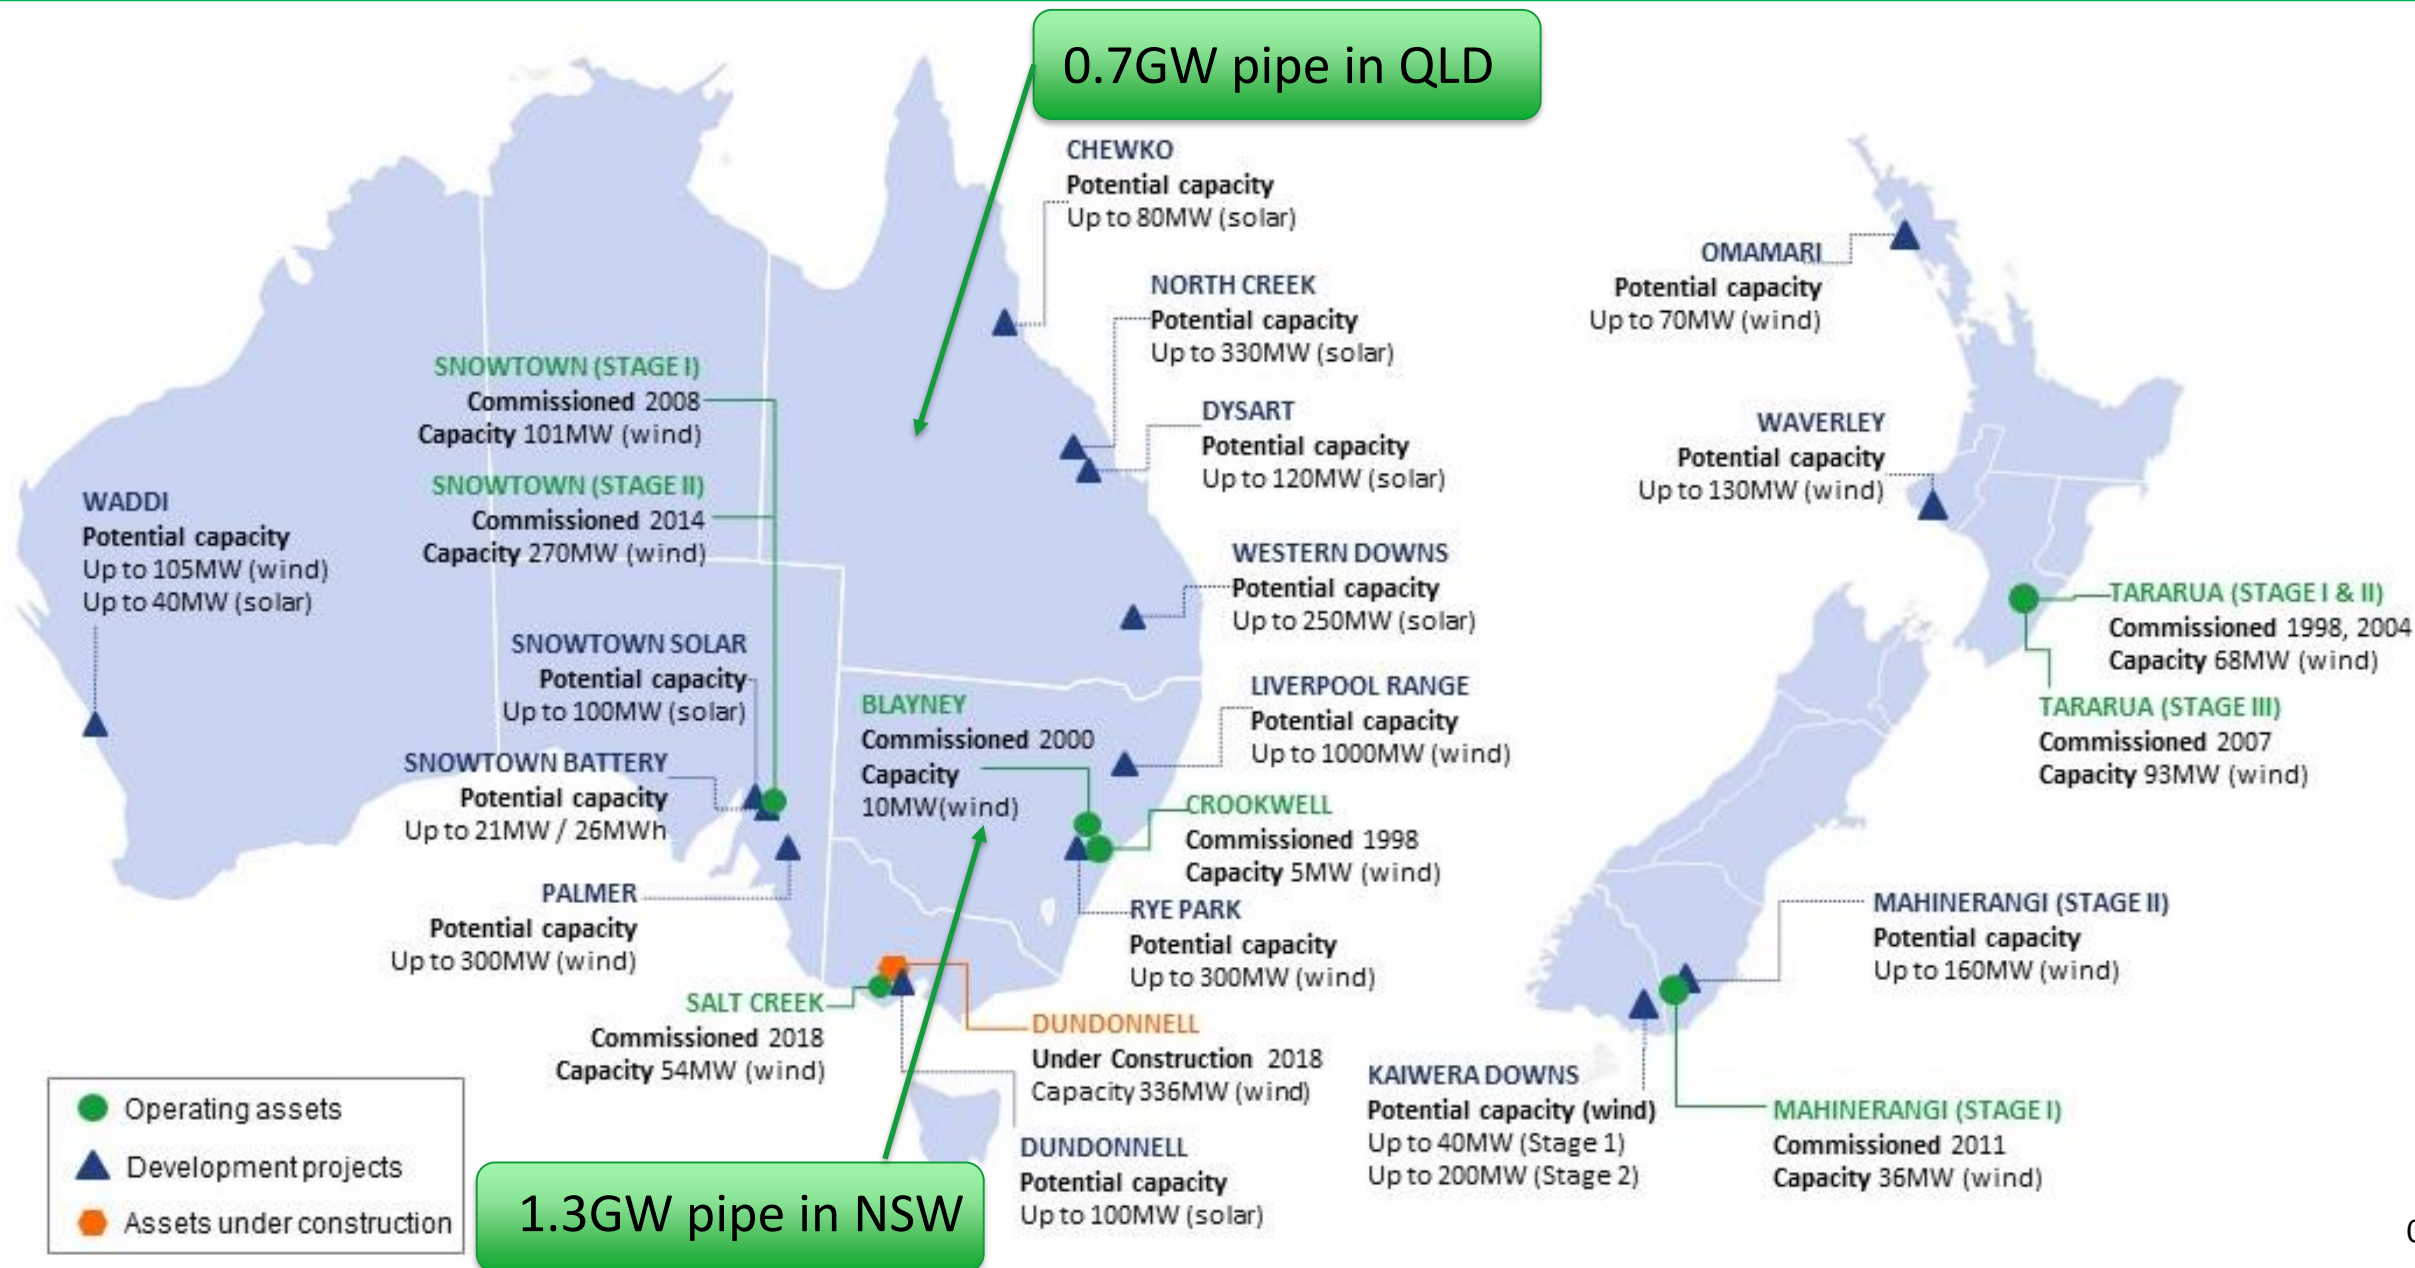 0.7GW pipe in QLD
CHEWKO
Potential capacity
Up to 80MW (solar)
NORTH CREEK
Potential capacity
Up to 330MW (solar)
DYSART
Potential capacity
Up to 120MW (solar)
WESTERN DOWNS
Potential capacity
Up to 250MW (solar)
LIVERPOOL RANGE
Potential capacity
Up to 1000MW (wind)
SNOWTOWN (STAGE I)
Commissioned 2008
Capacity 101MW (wind)
SNOWTOWN (STAGE II)
Commissioned 2014
Capacity 270MW (wind)
WADDI
Potential capacity
Up to 105MW (wind)
Up to 40MW (solar)
SNOWTOWN SOLAR
Potential capacity
Up to 100MW (solar)
SNOWTOWN BATTERY
Potential capacity
Up to 21MW / 26MWh
PALMER
Potential capacity
Up to 300MW (wind)
BLAYNEY
Commissioned 2000
Capacity
10MW(wind)
CROOKWELL
Commissioned 1998
Capacity 5MW (wind)
RYE PARK
Potential capacity
Up to 300MW (wind)
SALT CREEK
Commissioned 2018
Capacity 54MW (wind)
DUNDONNELL
Under Construction 2018
Capacity 336MW (wind)
DUNDONNELL
Potential capacity
Up to 100MW (solar)
1.3GW pipe in NSW
Operating assets
Development projects
Assets under construction
OMAMARI
Potential capacity
Up to 70MW (wind)
WAVERLEY
Potential capacity
Up to 130MW (wind)
TARARUA (STAGE I & II)
Commissioned 1998, 2004
Capacity 68MW (wind)
TARARUA (STAGE III)
Commissioned 2007
Capacity 93MW (wind)
MAHINERANGI (STAGE II)
Potential capacity
Up to 160MW (wind)
KAIWERA DOWNS
Potential capacity (wind)
Up to 40MW (Stage 1)
Up to 200MW (Stage 2)
MAHINERANGI (STAGE I)
Commissioned 2011
Capacity 36MW (wind)